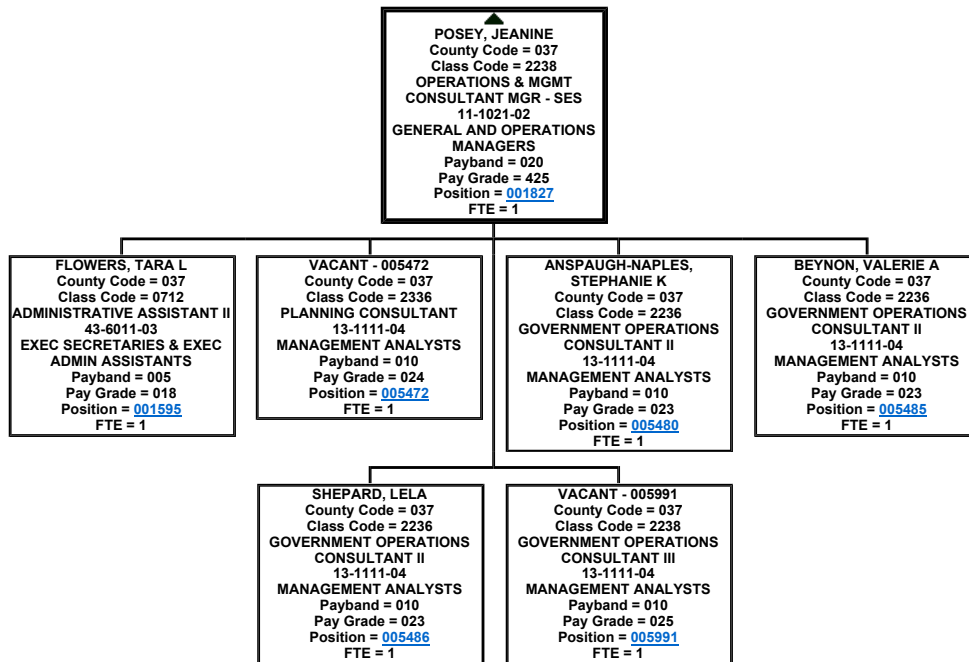 POSEY, JEANINE
County Code = 037
Class Code = 2238
OPERATIONS & MGMT
CONSULTANT MGR - SES
11-1021-02
GENERAL AND OPERATIONS
MANAGERS
Payband = 020
Pay Grade = 425
Position = 001827
FTE = 1
FLOWERS, TARA L
County Code = 037
Class Code = 0712
ADMINISTRATIVE ASSISTANT II
43-6011-03
EXEC SECRETARIES & EXEC
ADMIN ASSISTANTS
Payband = 005
Pay Grade = 018
Position = 001595
FTE = 1
VACANT - 005472
County Code = 037
Class Code = 2336
PLANNING CONSULTANT
13-1111-04
MANAGEMENT ANALYSTS
Payband = 010
Pay Grade = 024
Position = 005472
FTE = 1
ANSPAUGH-NAPLES,
STEPHANIE K
County Code = 037
Class Code = 2236
GOVERNMENT OPERATIONS
CONSULTANT II
13-1111-04
MANAGEMENT ANALYSTS
Payband = 010
Pay Grade = 023
Position = 005480
FTE = 1
BEYNON, VALERIE A
County Code = 037
Class Code = 2236
GOVERNMENT OPERATIONS
CONSULTANT II
13-1111-04
MANAGEMENT ANALYSTS
Payband = 010
Pay Grade = 023
Position = 005485
FTE = 1
SHEPARD, LELA
County Code = 037
Class Code = 2236
GOVERNMENT OPERATIONS
CONSULTANT II
13-1111-04
MANAGEMENT ANALYSTS
Payband = 010
Pay Grade = 023
Position = 005486
FTE = 1
VACANT - 005991
County Code = 037
Class Code = 2238
GOVERNMENT OPERATIONS
CONSULTANT III
13-1111-04
MANAGEMENT ANALYSTS
Payband = 010
Pay Grade = 025
Position = 005991
FTE = 1